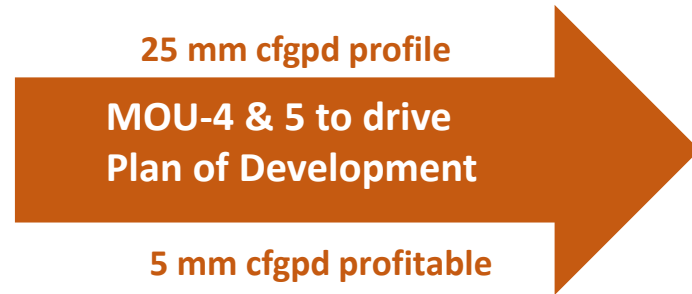 25 mm cfgpd profile
MOU-4 & 5 to drive
Plan of Development
5 mm cfgpd profitable